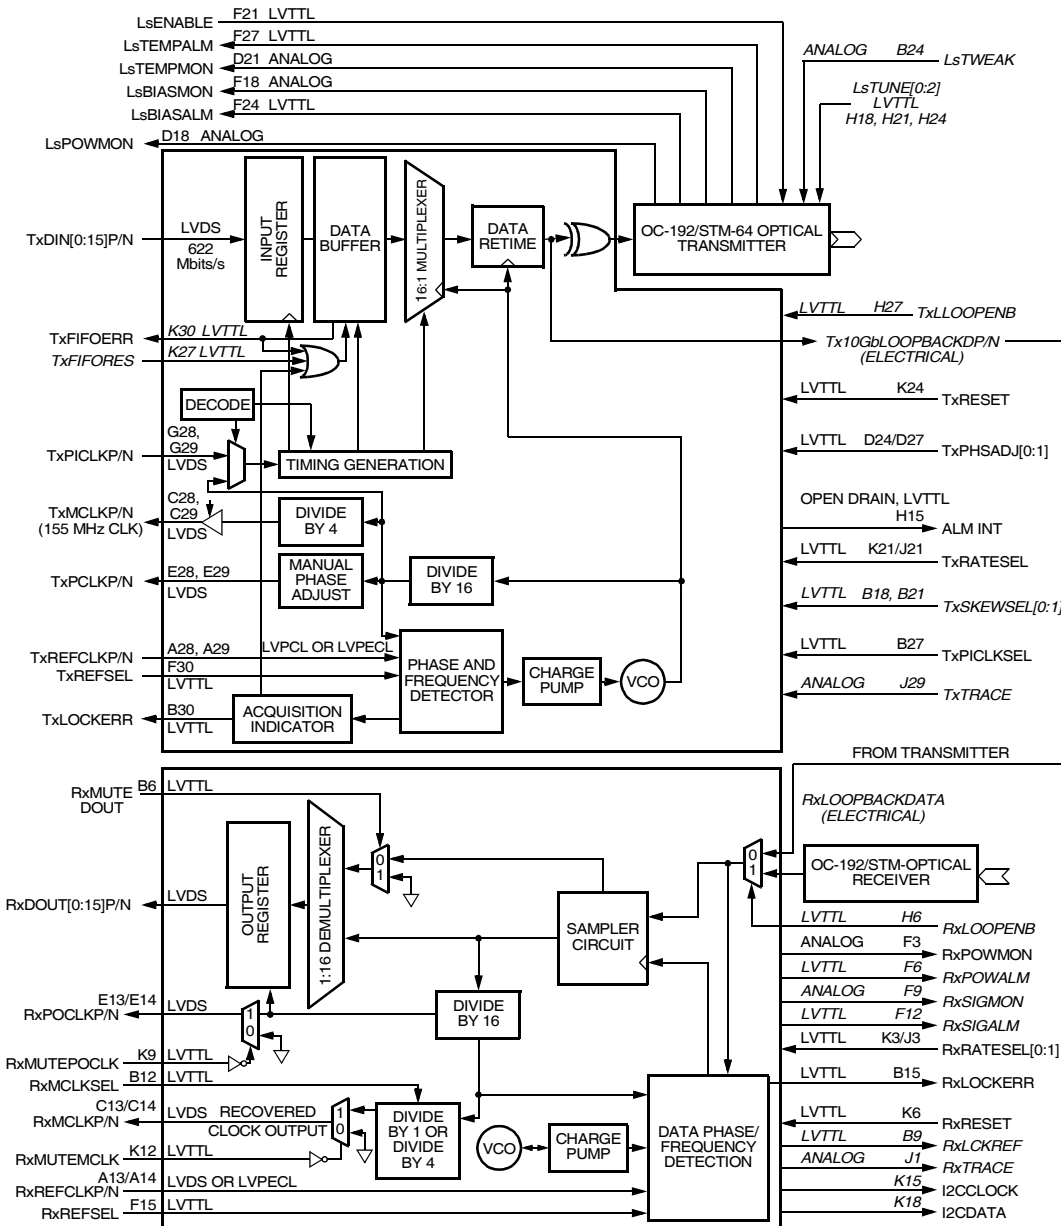 LsENABLE F21 LVTTL
LsTEMPALM F27 LVTTL
LsTEMPMON D21 ANALOG
LsBIASMON F18 ANALOG
LsBIASALM F24 LVTTL
LsPOWMON D18 ANALOG
ANALOG B24 LsTWEAK
LsTUNE[0:2]
LVTTL
H18, H21, H24
TxDIN[0:15]P/N
LVDS
622
Mbits/s
INPUT
REGISTER
DATA
BUFFER
16:1 MULTIPLEXER
DATA
RETIME
OC-192/STM-64 OPTICAL
TRANSMITTER
TxFIFOERR K30 LVTTL
TxFIFORES K27 LVTTL
DECODE
TxPICLKP/N
G28,
G29
LVDS
TIMING GENERATION
TxMCLKP/N
(155 MHz CLK)
C28,
C29
LVDS
DIVIDE
BY 4
TxPCLKP/N E28, E29
LVDS
MANUAL
PHASE
ADJUST
DIVIDE
BY 16
TxREFCLKP/N A28, A29 LVPCL OR LVPECL
TxREFSEL F30
LVTTL
PHASE AND
FREQUENCY
DETECTOR
CHARGE
PUMP
VCO
TxLOCKERR B30
LVTTL
ACQUISITION
INDICATOR
LVTTL H27 TxLLOOPENB
Tx10GbLOOPBACKDP/N
(ELECTRICAL)
LVTTL K24 TxRESET
LVTTL D24/D27 TxPHSADJ[0:1]
OPEN DRAIN, LVTTL
H15 ALM INT
LVTTL K21/J21 TxRATESEL
LVTTL B18, B21 TxSKEWSEL[0:1]
LVTTL B27 TxPICLKSEL
ANALOG J29 TxTRACE
FROM TRANSMITTER
RxMUTE
DOUT
B6 LVTTL
RxLOOPBACKDATA
(ELECTRICAL)
RxDOUT[0:15]P/N LVDS
OUTPUT
REGISTER
1:16 DEMULTIPLEXER
0
1
SAMPLER
CIRCUIT
0
1
OC-192/STM-OPTICAL
RECEIVER
RxPOCLKP/N E13/E14 LVDS
1
0
DIVIDE
BY 16
RxMUTEPOCLK K9 LVTTL
RxMCLKSEL B12 LVTTL
RxMCLKP/N C13/C14 LVDS
RECOVERED
CLOCK OUTPUT
1
0
DIVIDE
BY 1 OR
DIVIDE
BY 4
VCO
CHARGE
PUMP
DATA PHASE/
FREQUENCY
DETECTION
RxMUTEMCLK K12 LVTTL
RxREFCLKP/N A13/A14 LVDS OR LVPECL
RxREFSEL F15 LVTTL
LVTTL H6 RxLOOPENB
ANALOG F3 RxPOWMON
LVTTL F6 RxPOWALM
ANALOG F9 RxSIGMON
LVTTL F12 RxSIGALM
LVTTL K3/J3 RxRATESEL[0:1]
LVTTL B15 RxLOCKERR
LVTTL K6 RxRESET
LVTTL B9 RxLCKREF
ANALOG J1 RxTRACE
K15 I2CCLOCK
K18 I2CDATA